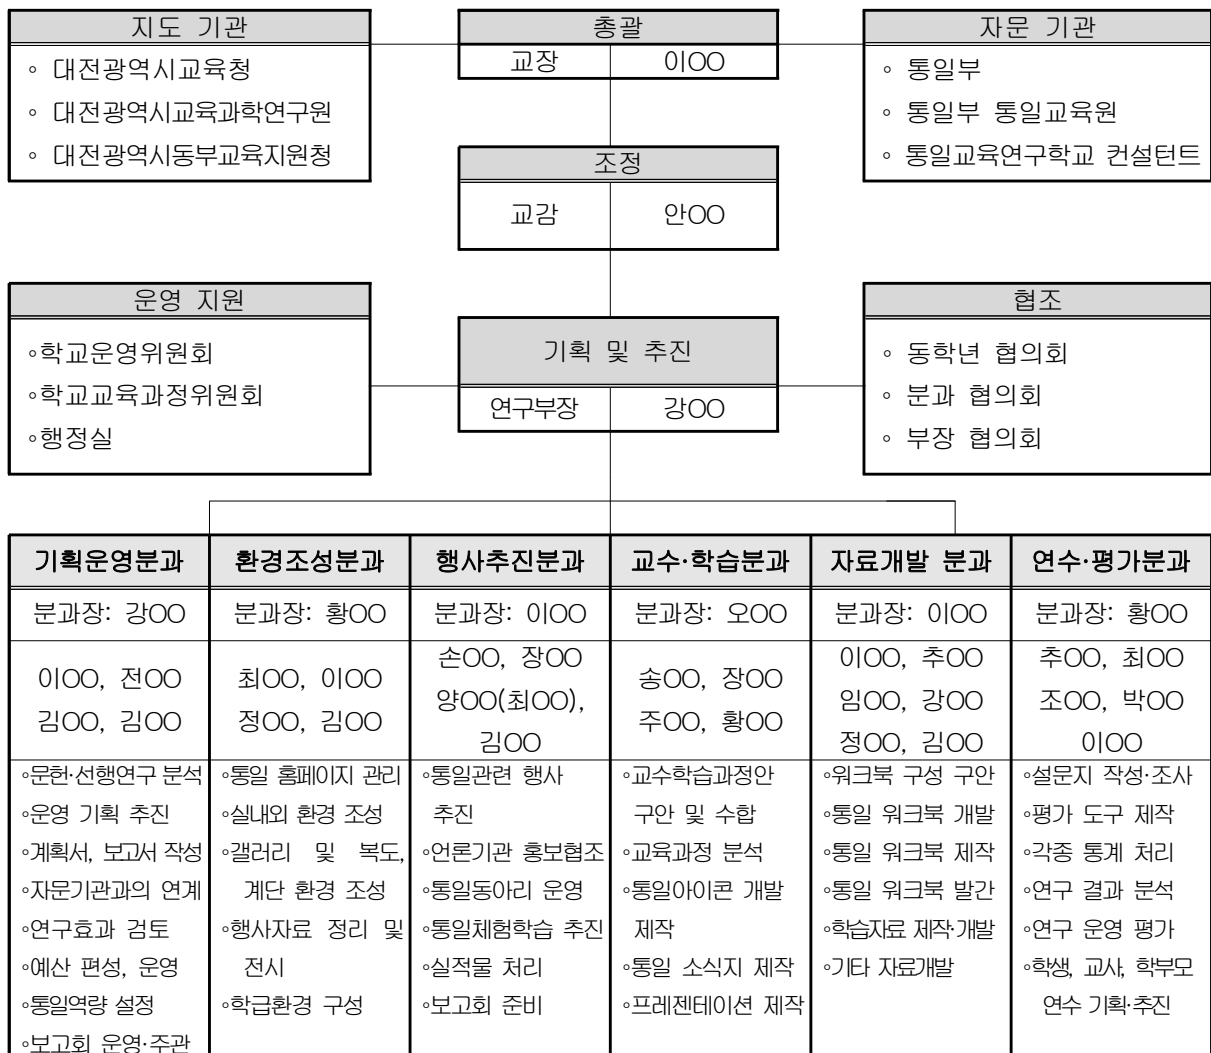 지도 기관
◦ 대전광역시교육청
◦ 대전광역시교육과학연구원
◦ 대전광역시동부교육지원청
총괄
교장 이OO
자문 기관
◦ 통일부
◦ 통일부 통일교육원
◦ 통일교육연구학교 컨설턴트
조정
교감 안OO
운영 지원
◦학교운영위원회
◦학교교육과정위원회
◦행정실
기획 및 추진
연구부장 강OO
협조
◦ 동학년 협의회
◦ 분과 협의회
◦ 부장 협의회
기획운영분과
분과장: 강OO
이OO, 전OO
김OO, 김OO
◦문헌·선행연구 분석
◦운영 기획 추진
◦계획서, 보고서 작성
◦자문기관과의 연계
◦연구효과 검토
◦예산 편성, 운영
◦통일역량 설정
◦보고회 운영·주관
환경조성분과
분과장: 황OO
최OO, 이OO
정OO, 김OO
◦통일 홈페이지 관리
◦실내외 환경 조성
◦갤러리 및 복도,
계단 환경 조성
◦행사자료 정리 및
전시
◦학급환경 구성
행사추진분과
분과장: 이OO
손OO, 장OO
양OO(최OO),
김OO
◦통일관련 행사
추진
◦언론기관 홍보협조
◦통일동아리 운영
◦통일체험학습 추진
◦실적물 처리
◦보고회 준비
교수·학습분과
분과장: 오OO
송OO, 장OO
주OO, 황OO
◦교수학습과정안
구안 및 수합
◦교육과정 분석
◦통일아이콘 개발
제작
◦통일 소식지 제작
◦프레젠테이션 제작
자료개발 분과
분과장: 이OO
이OO, 추OO
임OO, 강OO
정OO, 김OO
◦워크북 구성 구안
◦통일 워크북 개발
◦통일 워크북 제작
◦통일 워크북 발간
◦학습자료 제작·개발
◦기타 자료개발
연수·평가분과
분과장: 황OO
추OO, 최OO
조OO, 박OO
이OO
◦설문지 작성·조사
◦평가 도구 제작
◦각종 통계 처리
◦연구 결과 분석
◦연구 운영 평가
◦학생, 교사, 학부모
연수 기획·추진